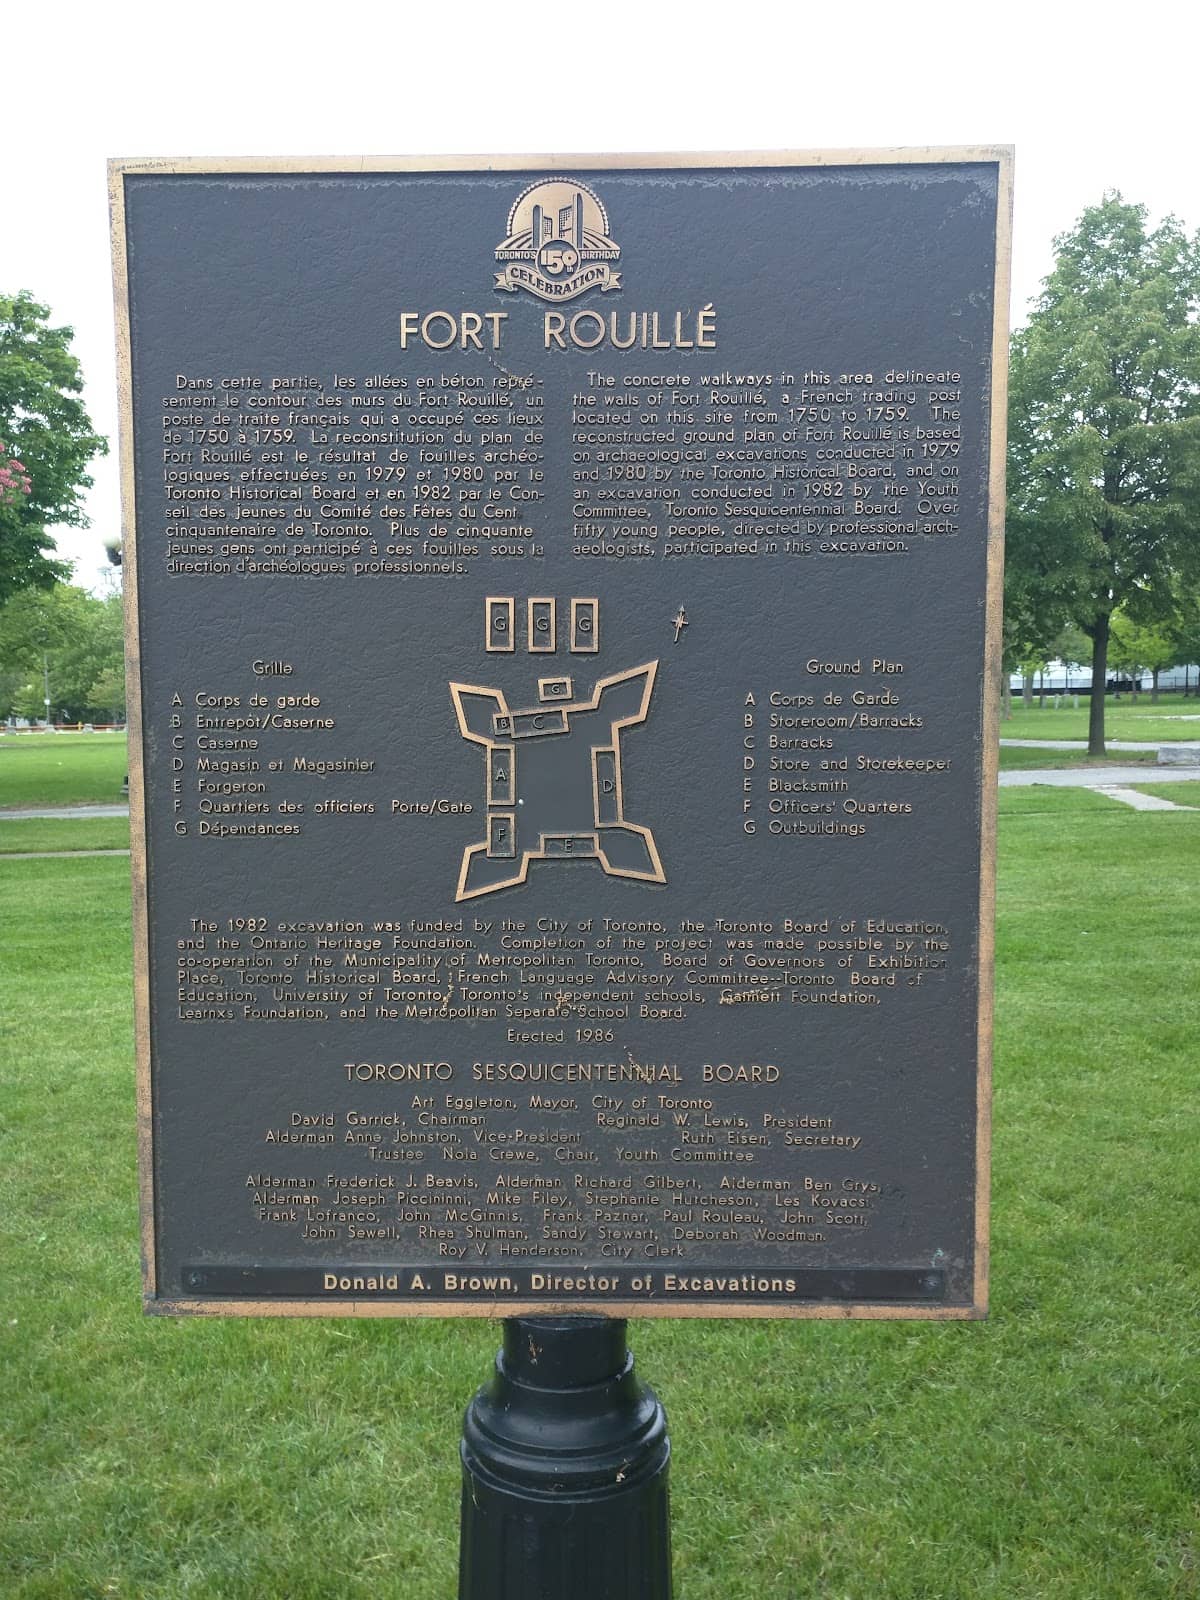 TORONTO'S 150th BIRTHDAY
CELEBRATION
FORT ROUILLÉ
Dans cette partie, les allées en béton repré-
sentent le contour des murs du Fort Rouillé, un
poste de traite français qui a occupé ces lieux
de 1750 à 1759. La reconstitution du plan de
Fort Rouillé est le résultat de fouilles archéo-
logiques effectuées en 1979 et 1980 par le
Toronto Historical Board et en 1982 par le Con-
seil des jeunes du Comité des Fêtes du Cent
cinquantenaire de Toronto. Plus de cinquante
jeunes gens ont participé à ces fouilles sous la
direction d'archéologues professionnels.
The concrete walkways in this area delineate
the walls of Fort Rouillé, a French trading post
located on this site from 1750 to 1759. The
reconstructed ground plan of Fort Rouillé is based
on archaeological excavations conducted in 1979
and 1980 by the Toronto Historical Board, and on
an excavation conducted in 1982 by the Youth
Committee, Toronto Sesquicentennial Board. Over
fifty young people, directed by professional arch-
aeologists, participated in this excavation.
G G G
G
B C
A
D
F
E
Grille
A Corps de garde
B Entrepôt/Caserne
C Caserne
D Magasin et Magasinier
E Forgeron
F Quartiers des officiers
G Dépendances
Porte/Gate
Ground Plan
A Corps de Garde
B Storeroom/Barracks
C Barracks
D Store and Storekeeper
E Blacksmith
F Officers' Quarters
G Outbuildings
The 1982 excavation was funded by the City of Toronto, the Toronto Board of Education,
and the Ontario Heritage Foundation. Completion of the project was made possible by the
co-operation of the Municipality of Metropolitan Toronto, Board of Governors of Exhibition
Place, Toronto Historical Board, French Language Advisory Committee--Toronto Board of
Education, University of Toronto, Toronto's independent schools, Garnett Foundation,
Learnxs Foundation, and the Metropolitan Separate School Board.
Erected 1986
TORONTO SESQUICENTENNIAL BOARD
Art Eggleton, Mayor, City of Toronto
David Garrick, Chairman Reginald W. Lewis, President
Alderman Anne Johnston, Vice-President Ruth Eisen, Secretary
Trustee Nola Crewe, Chair, Youth Committee
Alderman Frederick J. Beavis, Alderman Richard Gilbert, Alderman Ben Grys,
Alderman Joseph Piccininni, Mike Filey, Stephanie Hutcheson, Les Kovacsi
Frank Lofranco, John McGinnis, Frank Paznar, Paul Rouleau, John Scott,
John Sewell, Rhea Shulman, Sandy Stewart, Deborah Woodman.
Roy V. Henderson, City Clerk
Donald A. Brown, Director of Excavations